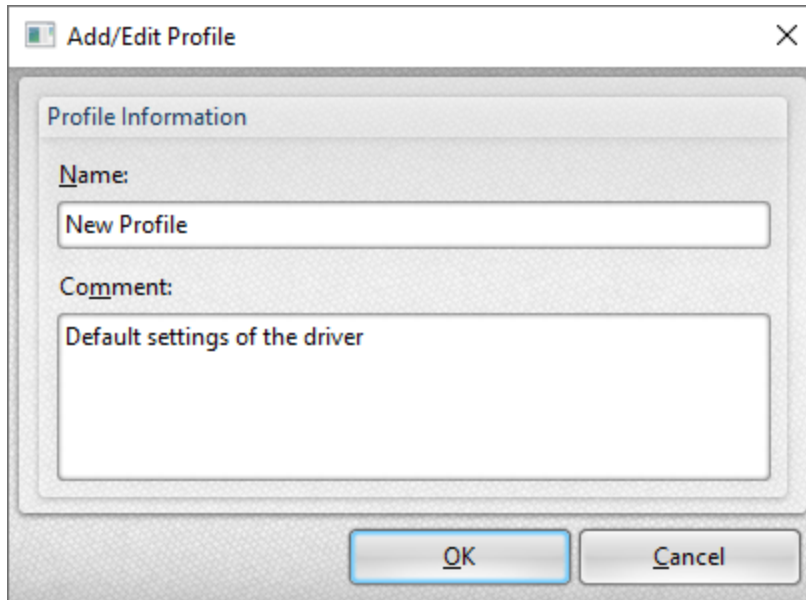 Add/Edit Profile
Profile Information
Name:
New Profile
Comment:
Default settings of the driver
OK
Cancel